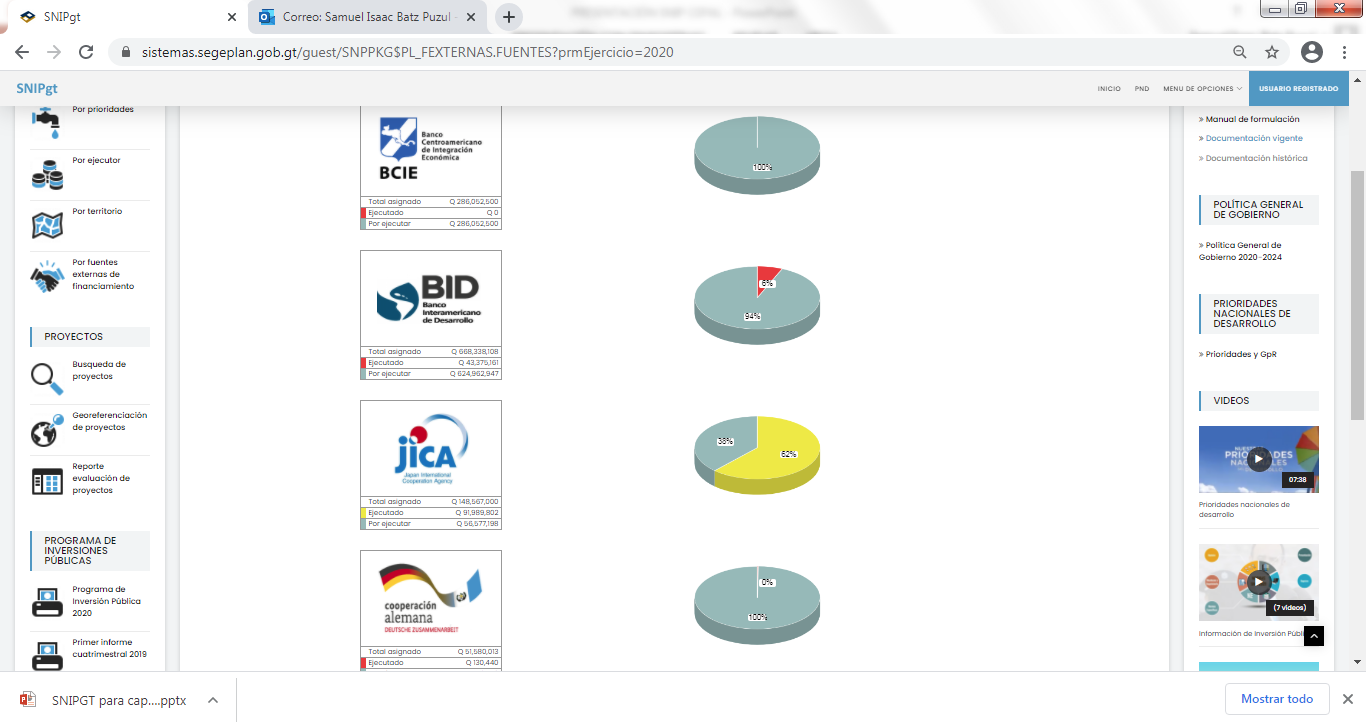 SNIPgt
Correo: Samuel Isaac Batz Puzul
sistemas.segeplan.gob.gt/guest/SNPPKG$PL_FEXTERNAS.FUENTES?prmEjercicio=2020
SNIPgt
INICIO
PND
MENU DE OPCIONES
USUARIO REGISTRADO
Por prioridades
Por ejecutor
Por territorio
Por fuentes
externas de
financiamiento
PROYECTOS
Busqueda de
proyectos
Georeferenciación
de proyectos
Reporte
evaluación de
proyectos
PROGRAMA DE
INVERSIONES
PÚBLICAS
Programa de
Inversión Pública
2020
Primer informe
cuatrimestral 2019
Banco
Centroamericano
de Integración
Económica
BCIE
Total asignado Q 286,052,500
Ejecutado Q 0
Por ejecutar Q 286,052,500
100%
BID
Banco
Interamericano
de Desarrollo
Total asignado Q 668,338,108
Ejecutado Q 43,375,161
Por ejecutar Q 624,962,947
6%
94%
jICA
Japan International
Cooperation Agency
Total asignado Q 148,567,000
Ejecutado Q 91,989,802
Por ejecutar Q 56,577,198
38%
62%
cooperación
alemana
DEUTSCHE ZUSAMMENARBEIT
Total asignado Q 51,580,013
Ejecutado Q 130,440
0%
100%
» Manual de formulación
» Documentación vigente
» Documentación histórica
POLÍTICA GENERAL
DE GOBIERNO
» Política General de
Gobierno 2020-2024
PRIORIDADES
NACIONALES DE
DESARROLLO
» Prioridades y GpR
VIDEOS
PRIORIDADES
NACIONALES
07:38
Prioridades nacionales de
desarrollo
(7 videos)
Información de Inversión Públi
SNIPGT para cap....pptx
Mostrar todo